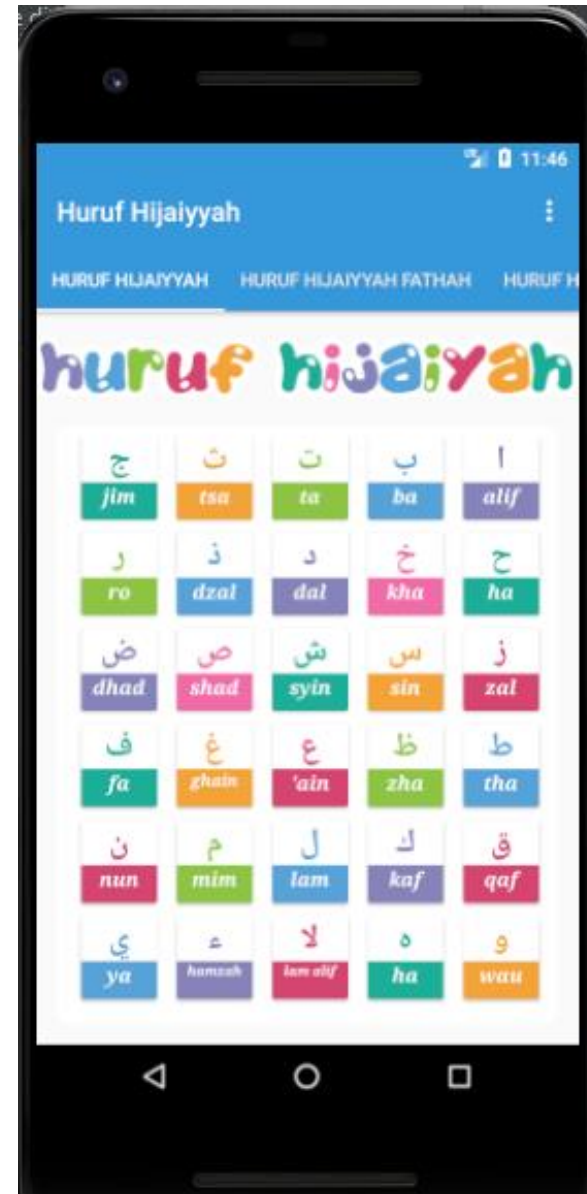 11:46
Huruf Hijaiyyah
HURUF HIJAIYYAH HURUF HIJAIYYAH FATHAH HURUF H
huruf hijaiyah
ا ب ت ث ج
jim tsa ta ba alif
ح خ د ذ ر
ro dzal dal kha ha
ز س ش ص ض
dhad shad syin sin zal
ط ظ ع غ ف
fa ghain 'ain zha tha
ق ك ل م ن
nun mim lam kaf qaf
و ه لا ء ي
ya hamzah lam alif ha wau